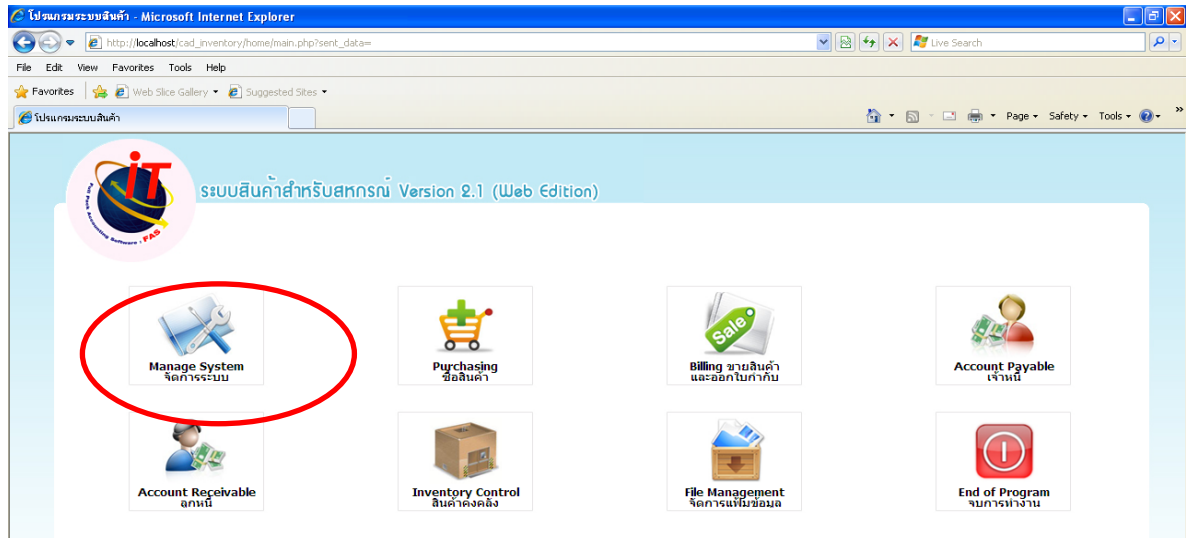 โปรแกรมระบบสินค้า - Microsoft Internet Explorer
http://localhost/cad_inventory/home/main.php?sent_data=
Live Search
File Edit View Favorites Tools Help
Favorites Web Slice Gallery Suggested Sites
โปรแกรมระบบสินค้า
Page Safety Tools »
iT
Full Pack Accounting Software : FAS
ระบบสินค้าสำหรับสหกรณ์ Version 2.1 (Web Edition)
Manage System
จัดการระบบ
Purchasing
ซื้อสินค้า
Sale
Billing ขายสินค้า
และออกใบกำกับ
Account Payable
เจ้าหนี้
Account Receivable
ลูกหนี้
Inventory Control
สินค้าคงคลัง
File Management
จัดการแฟ้มข้อมูล
End of Program
จบการทำงาน